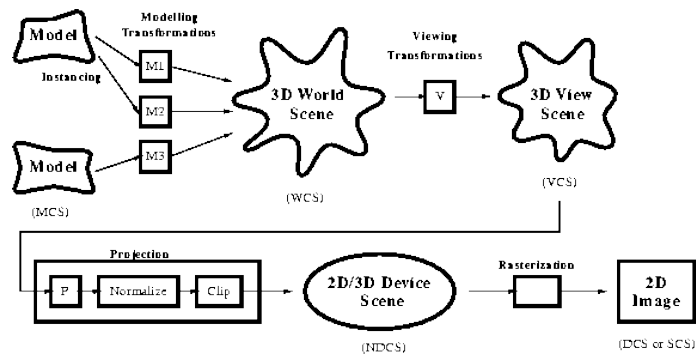 Modelling
Transformations
Model
Instancing
M1
M2
M3
Model
(MCS)
3D World
Scene
(WCS)
Viewing
Transformations
V
3D View
Scene
(VCS)
Projection
P
Normalize
Clip
2D/3D Device
Scene
(NDCS)
Rasterization
2D
Image
(DCS or SCS)